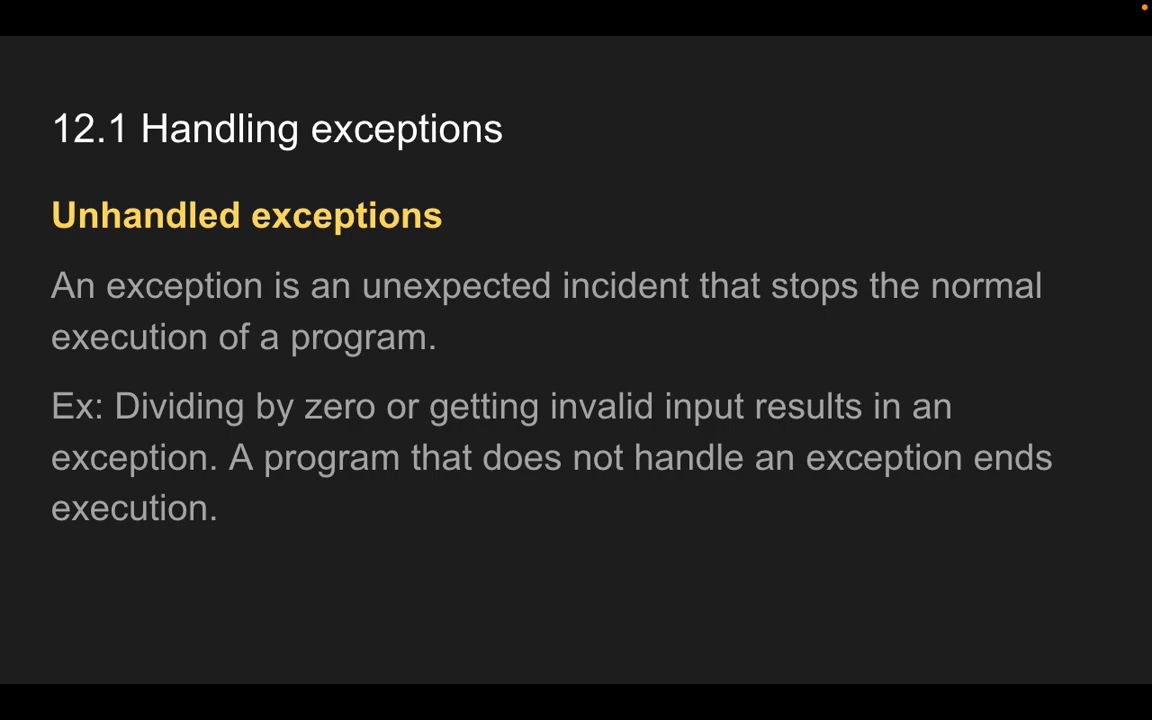 12.1 Handling exceptions
Unhandled exceptions
An exception is an unexpected incident that stops the normal
execution of a program.
Ex: Dividing by zero or getting invalid input results in an
exception. A program that does not handle an exception ends
execution.